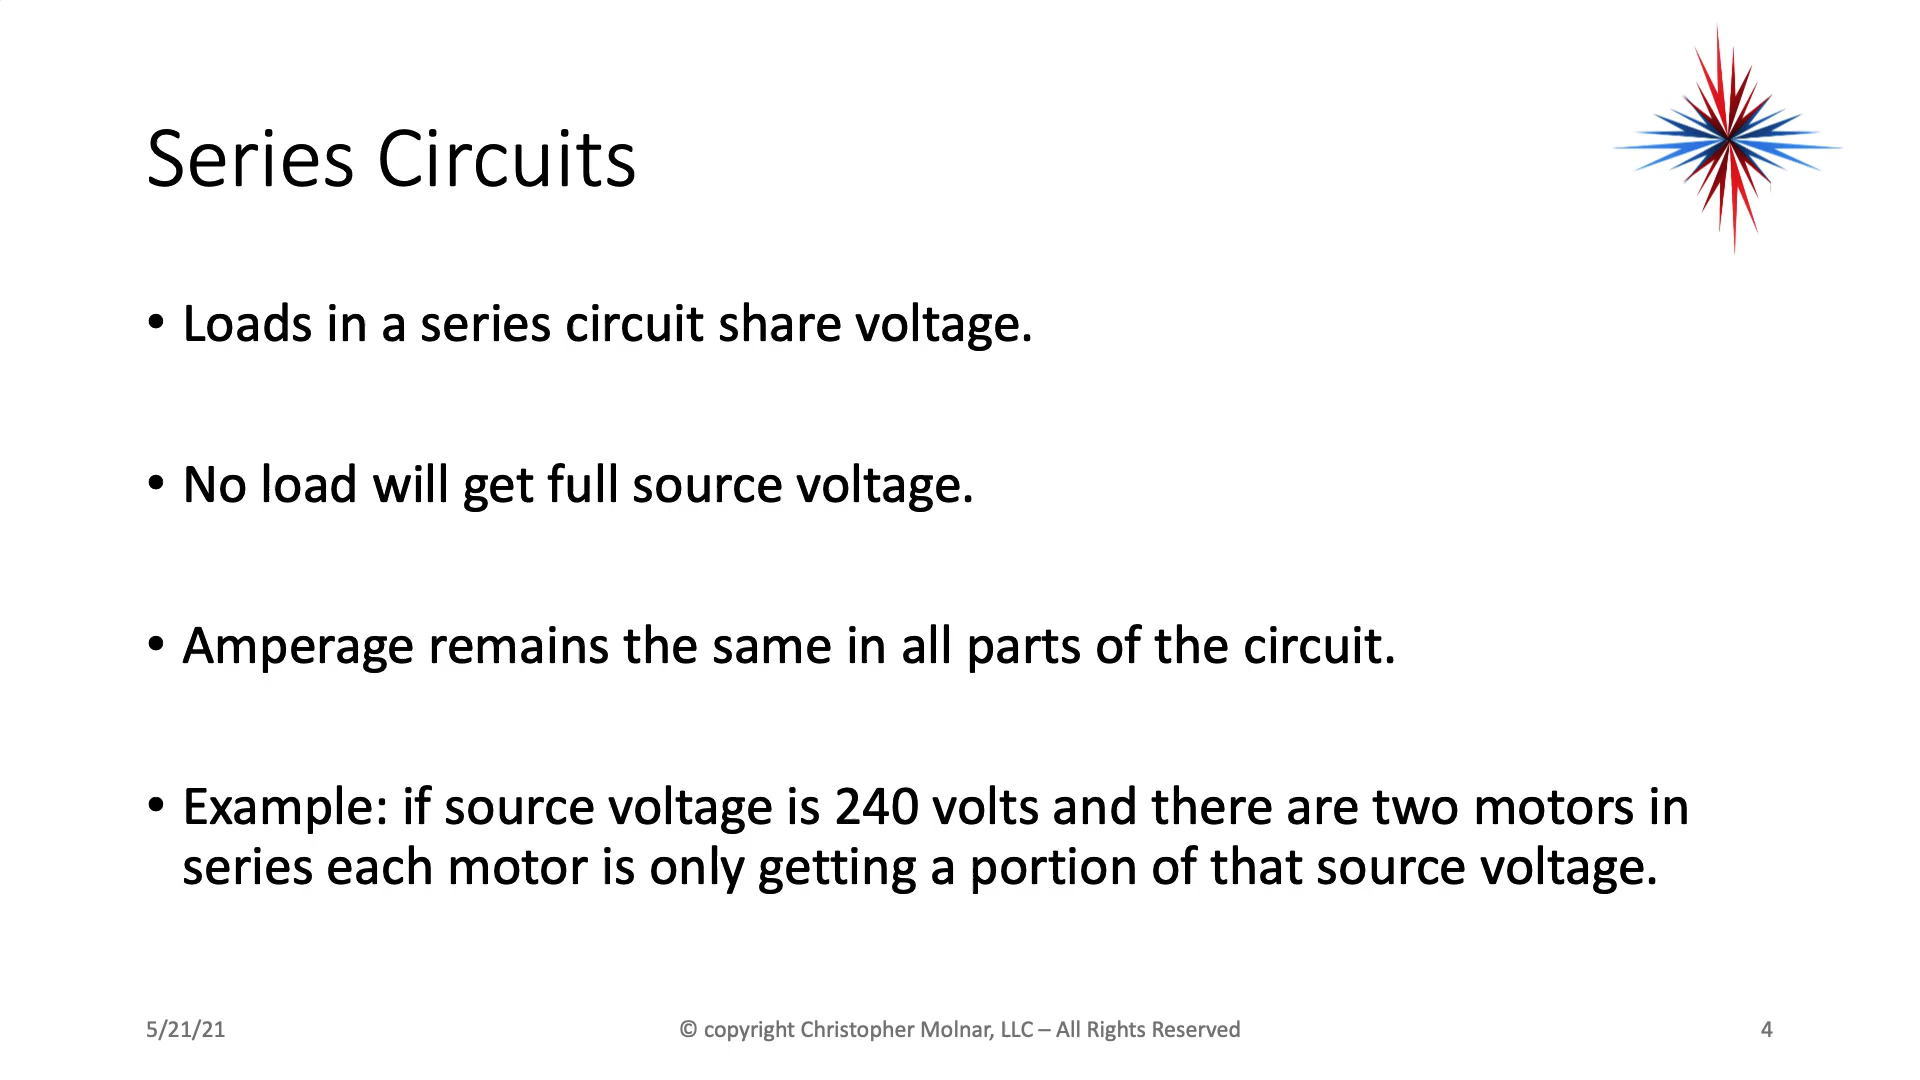 Series Circuits
• Loads in a series circuit share voltage.
• No load will get full source voltage.
• Amperage remains the same in all parts of the circuit.
• Example: if source voltage is 240 volts and there are two motors in
series each motor is only getting a portion of that source voltage.
5/21/21
© copyright Christopher Molnar, LLC – All Rights Reserved
4